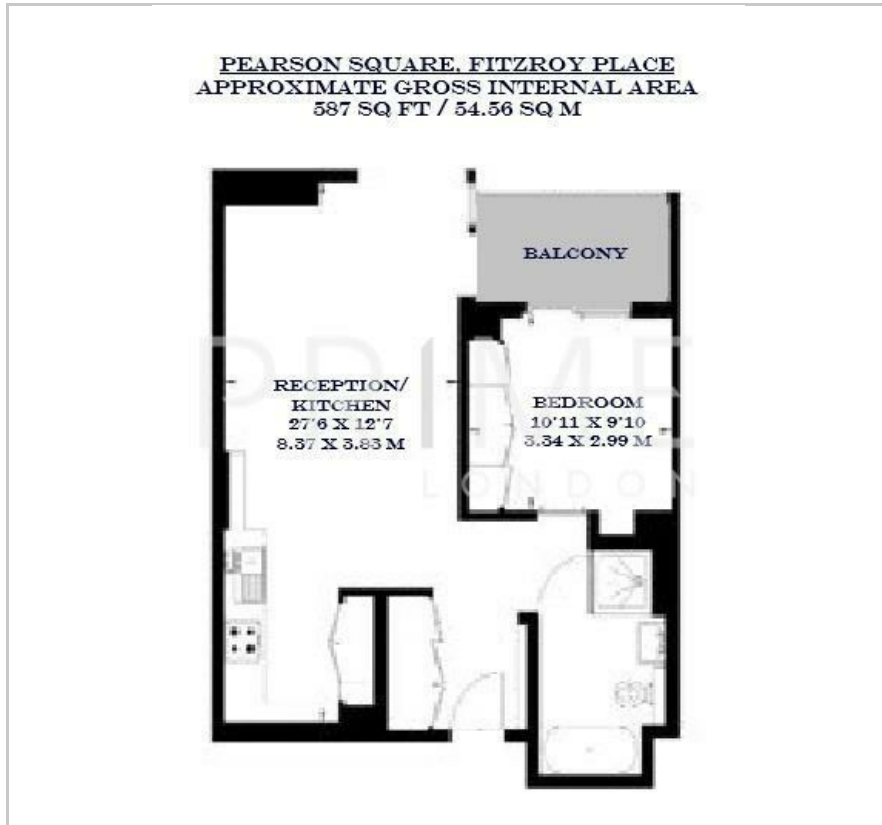 PEARSON SQUARE, FITZROY PLACE
APPROXIMATE GROSS INTERNAL AREA
587 SQ FT / 54.56 SQ M
BALCONY
RECEPTION/
KITCHEN
27'6 X 12'7
8.37 X 3.83 M
BEDROOM
10'11 X 9'10
3.34 X 2.99 M
PRIME
LONDON